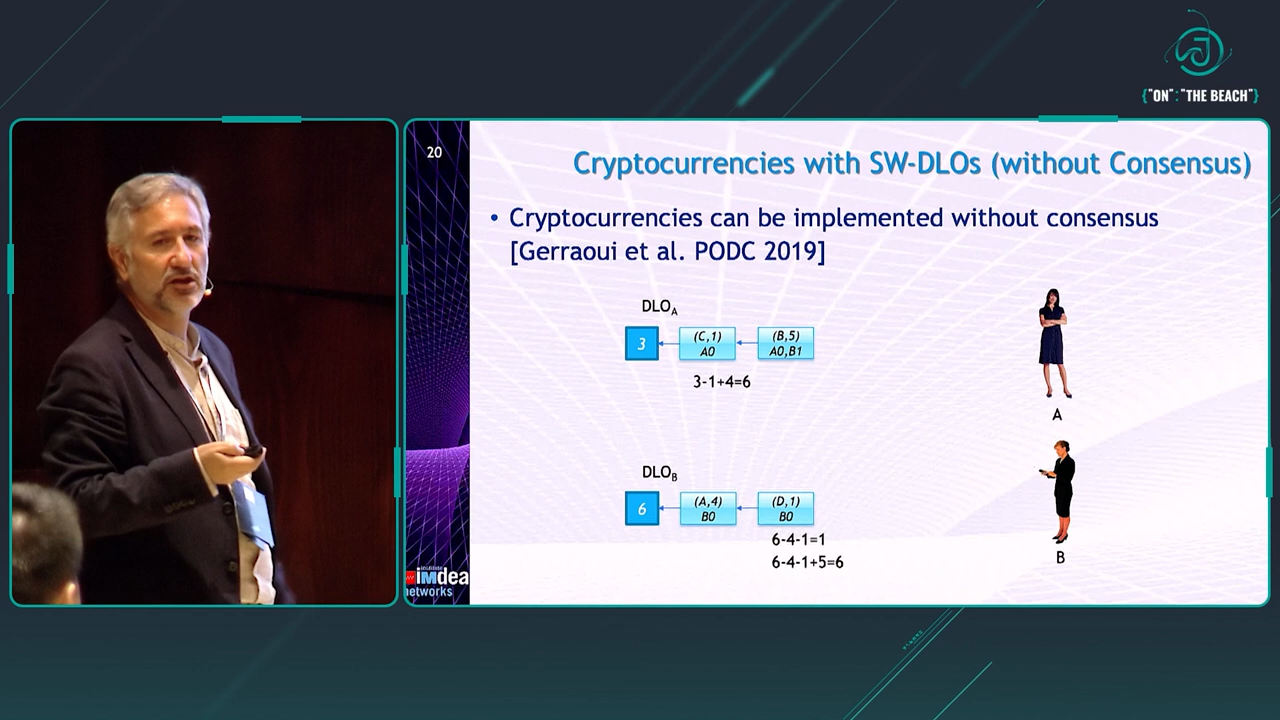 {"ON":"THE BEACH"}
20
Cryptocurrencies with SW-DLOs (without Consensus)
• Cryptocurrencies can be implemented without consensus
[Gerraoui et al. PODC 2019]
DLOA
3
(C,1)
A0
(B,5)
A0,B1
3-1+4=6
A
DLOB
6
(A,4)
B0
(D,1)
B0
6-4-1=1
6-4-1+5=6
B
institute
imdea
networks